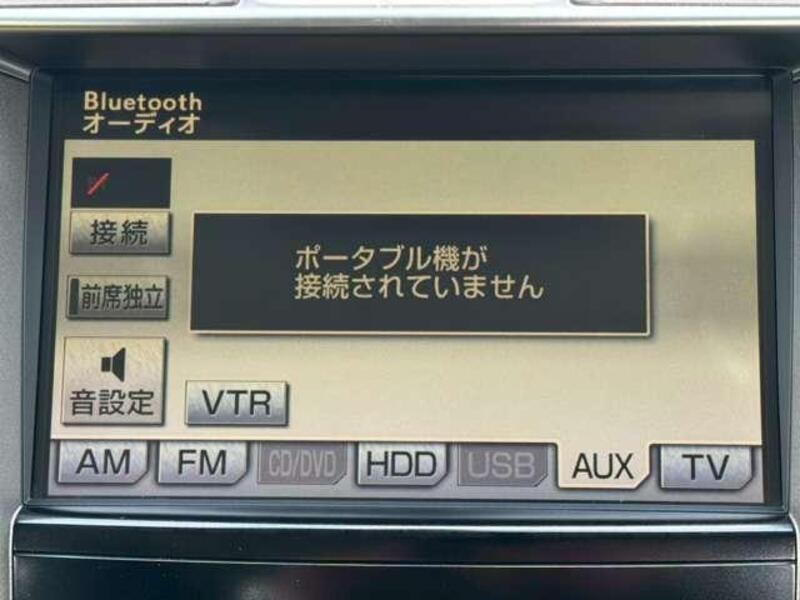 Bluetooth
オーディオ
接続
ポータブル機が
接続されていません
前席独立
音設定
VTR
AM
FM
CD/DVD
HDD
USB
AUX
TV